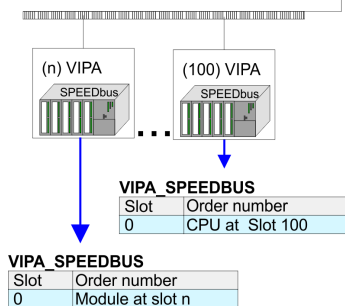 (n) VIPA
(100) VIPA
SPEEDbus
SPEEDbus
VIPA_SPEEDBUS
Slot Order number
0 CPU at Slot 100
VIPA_SPEEDBUS
Slot Order number
0 Module at slot n